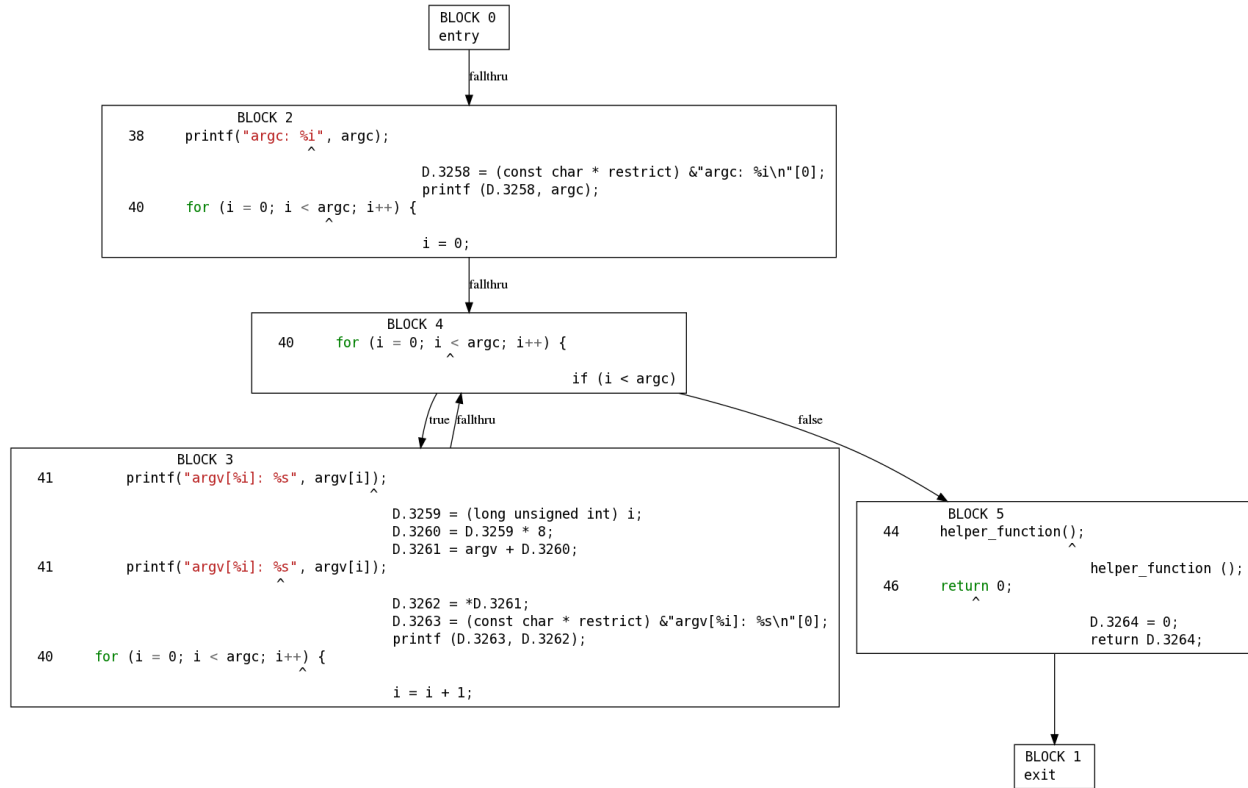 BLOCK 0
entry
fallthru
BLOCK 2
38 printf("argc: %i", argc);
^
D.3258 = (const char * restrict) &"argc: %i\n"[0];
printf (D.3258, argc);
40 for (i = 0; i < argc; i++) {
^
i = 0;
fallthru
BLOCK 4
40 for (i = 0; i < argc; i++) {
^
if (i < argc)
true
fallthru
false
BLOCK 3
41 printf("argv[%i]: %s", argv[i]);
^
D.3259 = (long unsigned int) i;
D.3260 = D.3259 * 8;
D.3261 = argv + D.3260;
41 printf("argv[%i]: %s", argv[i]);
^
D.3262 = *D.3261;
D.3263 = (const char * restrict) &"argv[%i]: %s\n"[0];
printf (D.3263, D.3262);
40 for (i = 0; i < argc; i++) {
^
i = i + 1;
BLOCK 5
44 helper_function();
^
helper_function ();
46 return 0;
^
D.3264 = 0;
return D.3264;
BLOCK 1
exit